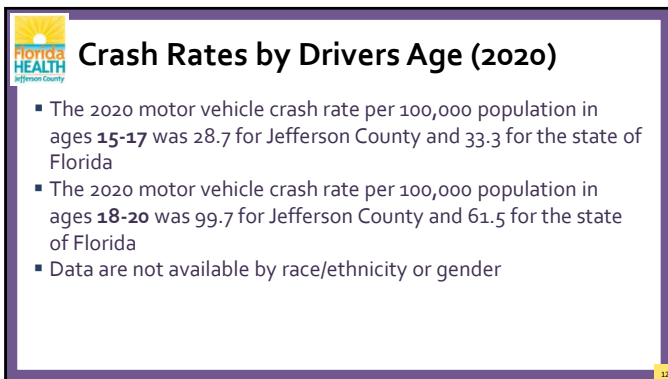 Florida
HEALTH
Jefferson County
Crash Rates by Drivers Age (2020)
▪ The 2020 motor vehicle crash rate per 100,000 population in
ages 15-17 was 28.7 for Jefferson County and 33.3 for the state of
Florida
▪ The 2020 motor vehicle crash rate per 100,000 population in
ages 18-20 was 99.7 for Jefferson County and 61.5 for the state
of Florida
▪ Data are not available by race/ethnicity or gender
12